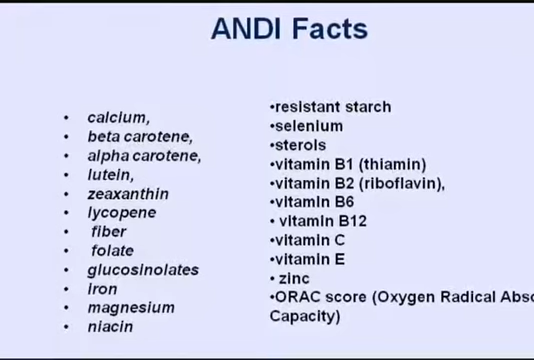 ANDI Facts
• calcium,
• beta carotene,
• alpha carotene,
• lutein,
• zeaxanthin
• lycopene
• fiber
• folate
• glucosinolates
• iron
• magnesium
• niacin
•resistant starch
•selenium
•sterols
•vitamin B1 (thiamin)
•vitamin B2 (riboflavin),
•vitamin B6
• vitamin B12
•vitamin C
•vitamin E
• zinc
•ORAC score (Oxygen Radical Abso
Capacity)